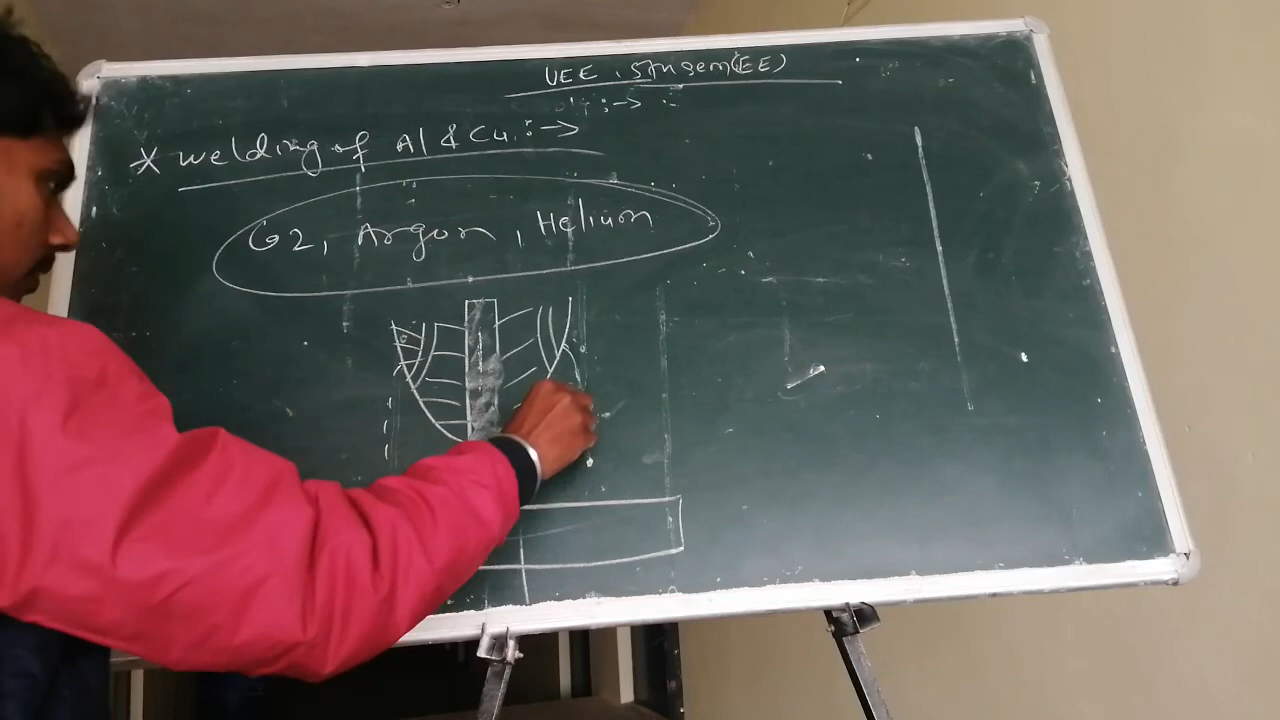 UEE, 5th sem(EE)
* Welding of Al & Cu. :→
G2, Argon, Helium